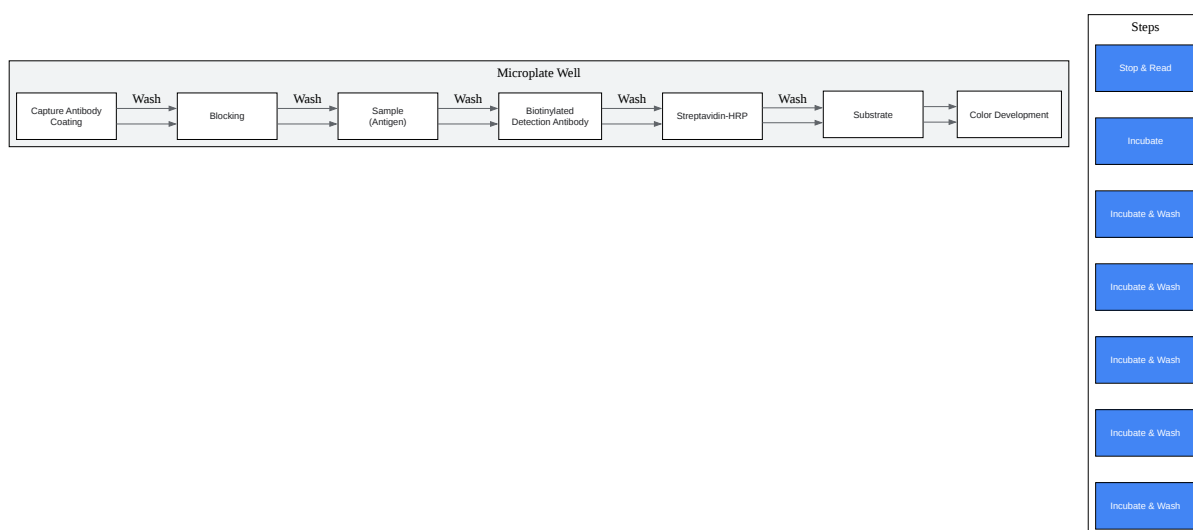 Steps
Microplate Well
Capture Antibody
Coating
Wash
Blocking
Wash
Sample
(Antigen)
Wash
Biotinylated
Detection Antibody
Wash
Streptavidin-HRP
Wash
Substrate
Color Development
Stop & Read
Incubate
Incubate & Wash
Incubate & Wash
Incubate & Wash
Incubate & Wash
Incubate & Wash